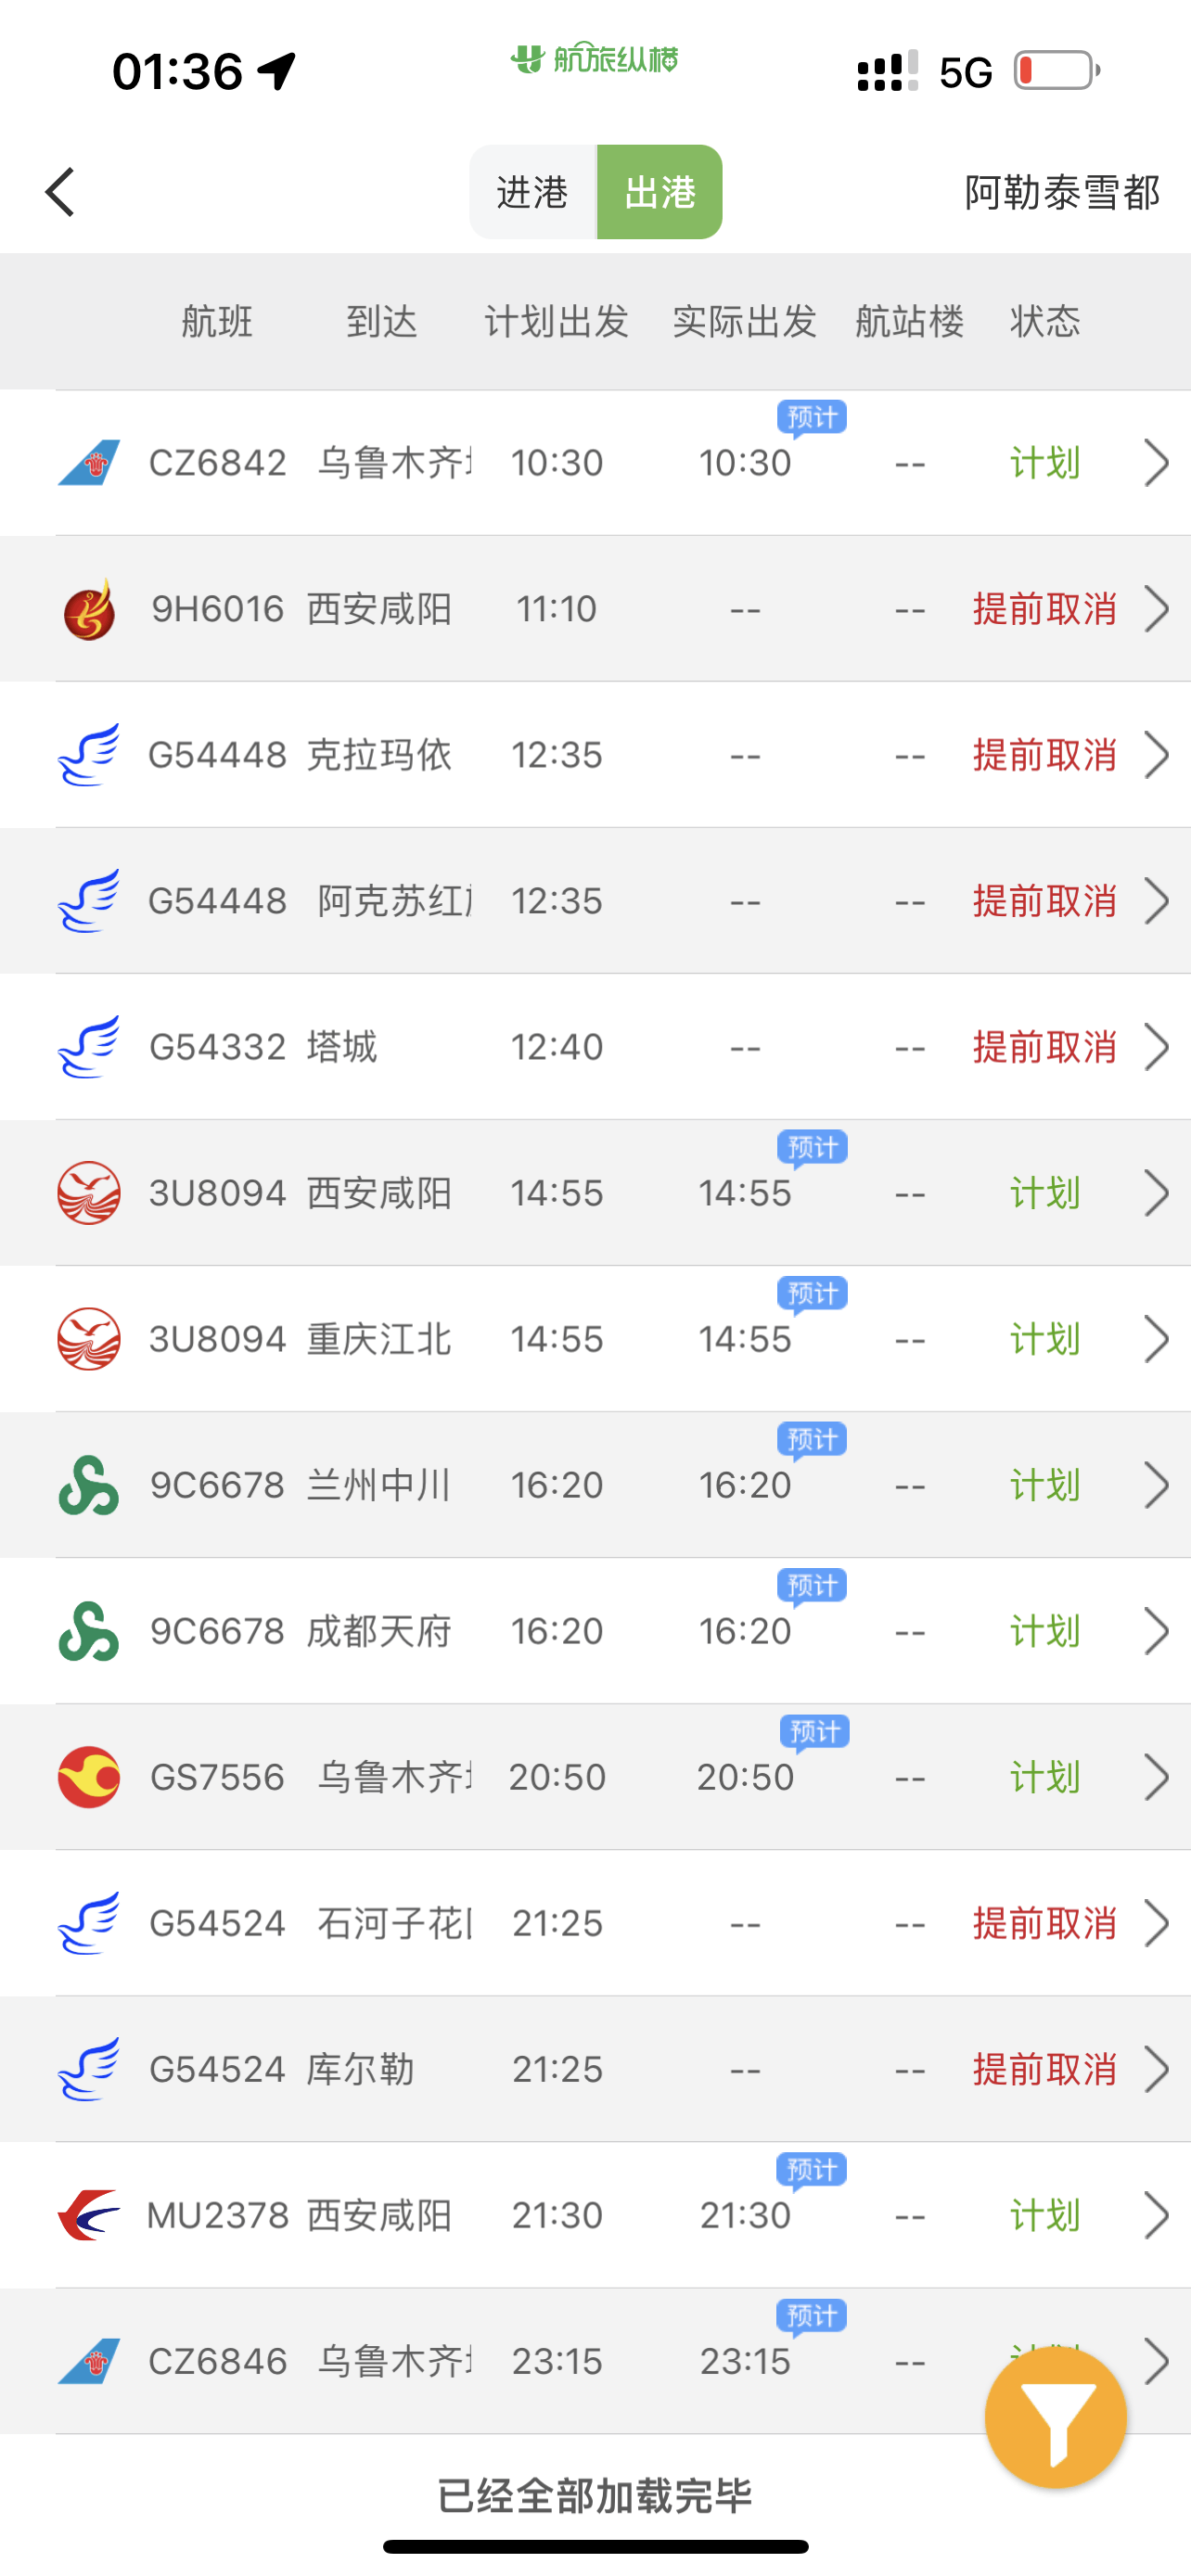 01:36 航旅纵横 5G
进港 出港 阿勒泰雪都
航班 到达 计划出发 实际出发 航站楼 状态
预计
CZ6842 乌鲁木齐 10:30 10:30 -- 计划
9H6016 西安咸阳 11:10 -- -- 提前取消
G54448 克拉玛依 12:35 -- -- 提前取消
G54448 阿克苏红 12:35 -- -- 提前取消
G54332 塔城 12:40 -- -- 提前取消
预计
3U8094 西安咸阳 14:55 14:55 -- 计划
预计
3U8094 重庆江北 14:55 14:55 -- 计划
预计
9C6678 兰州中川 16:20 16:20 -- 计划
预计
9C6678 成都天府 16:20 16:20 -- 计划
预计
GS7556 乌鲁木齐 20:50 20:50 -- 计划
G54524 石河子花 21:25 -- -- 提前取消
G54524 库尔勒 21:25 -- -- 提前取消
预计
MU2378 西安咸阳 21:30 21:30 -- 计划
预计
CZ6846 乌鲁木齐 23:15 23:15 --
已经全部加载完毕